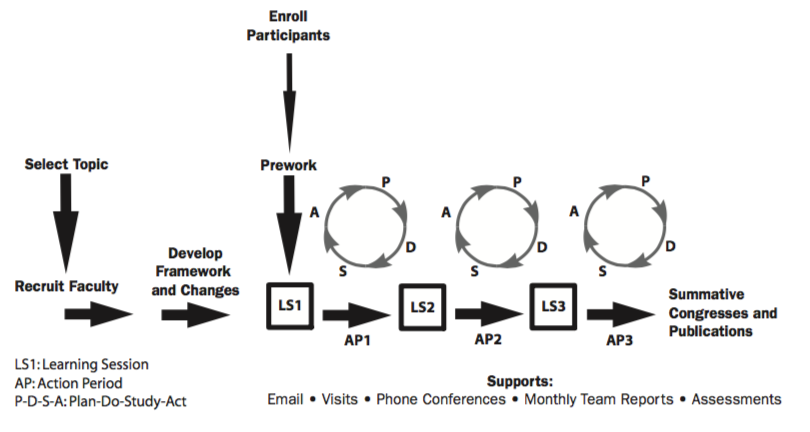 Enroll
Participants
Select Topic
Prework
P
A
D
S
P
A
D
S
P
A
D
S
Recruit Faculty
Develop
Framework
and Changes
LS1
LS2
LS3
AP1
AP2
AP3
Summative
Congresses and
Publications
LS1: Learning Session
AP: Action Period
P-D-S-A: Plan-Do-Study-Act
Supports:
Email • Visits • Phone Conferences • Monthly Team Reports • Assessments